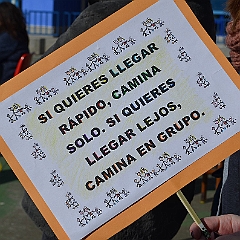 SI QUIERES LLEGAR
RÁPIDO, CAMINA
SOLO. SI QUIERES
LLEGAR LEJOS,
CAMINA EN GRUPO.